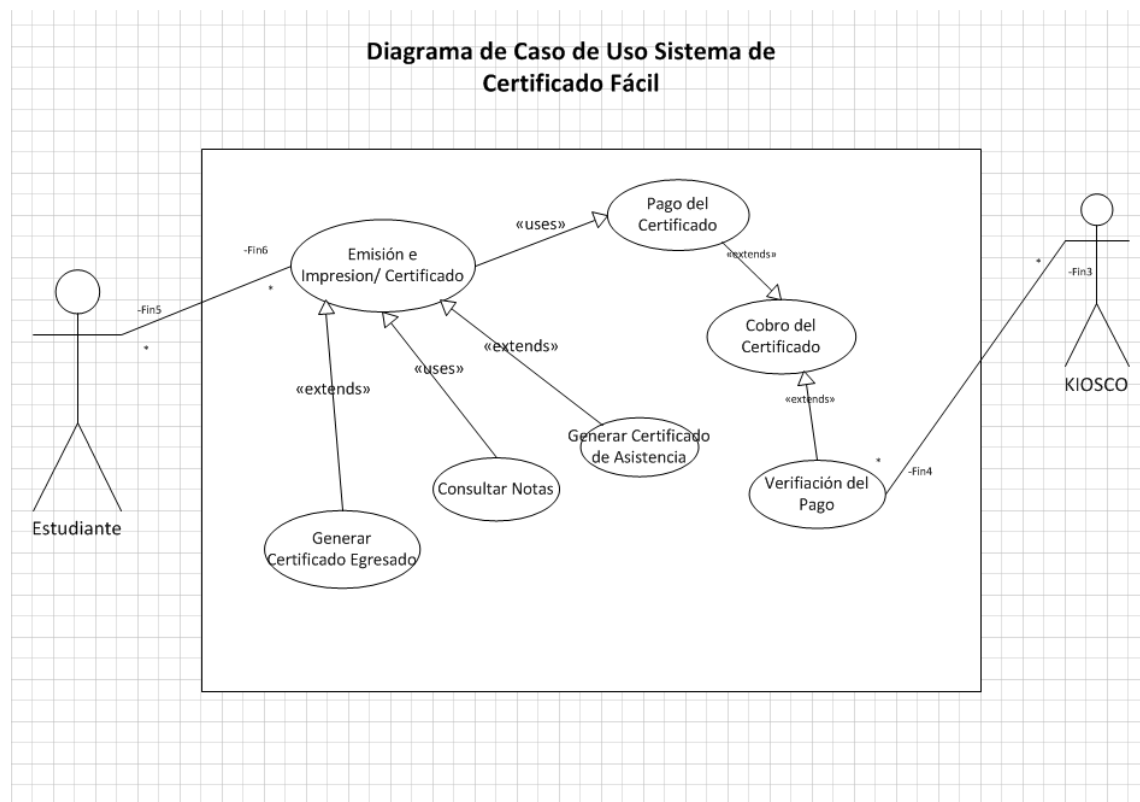 Diagrama de Caso de Uso Sistema de
Certificado Fácil
Pago del
Certificado
«uses»
-Fin6
Emisión e
Impresion/ Certificado
*
«extends»
*
-Fin3
-Fin5
*
Cobro del
Certificado
«extends»
«uses»
«extends»
«extends»
KIOSCO
Generar Certificado
de Asistencia
*
-Fin4
Consultar Notas
Verifiación del
Pago
Estudiante
Generar
Certificado Egresado